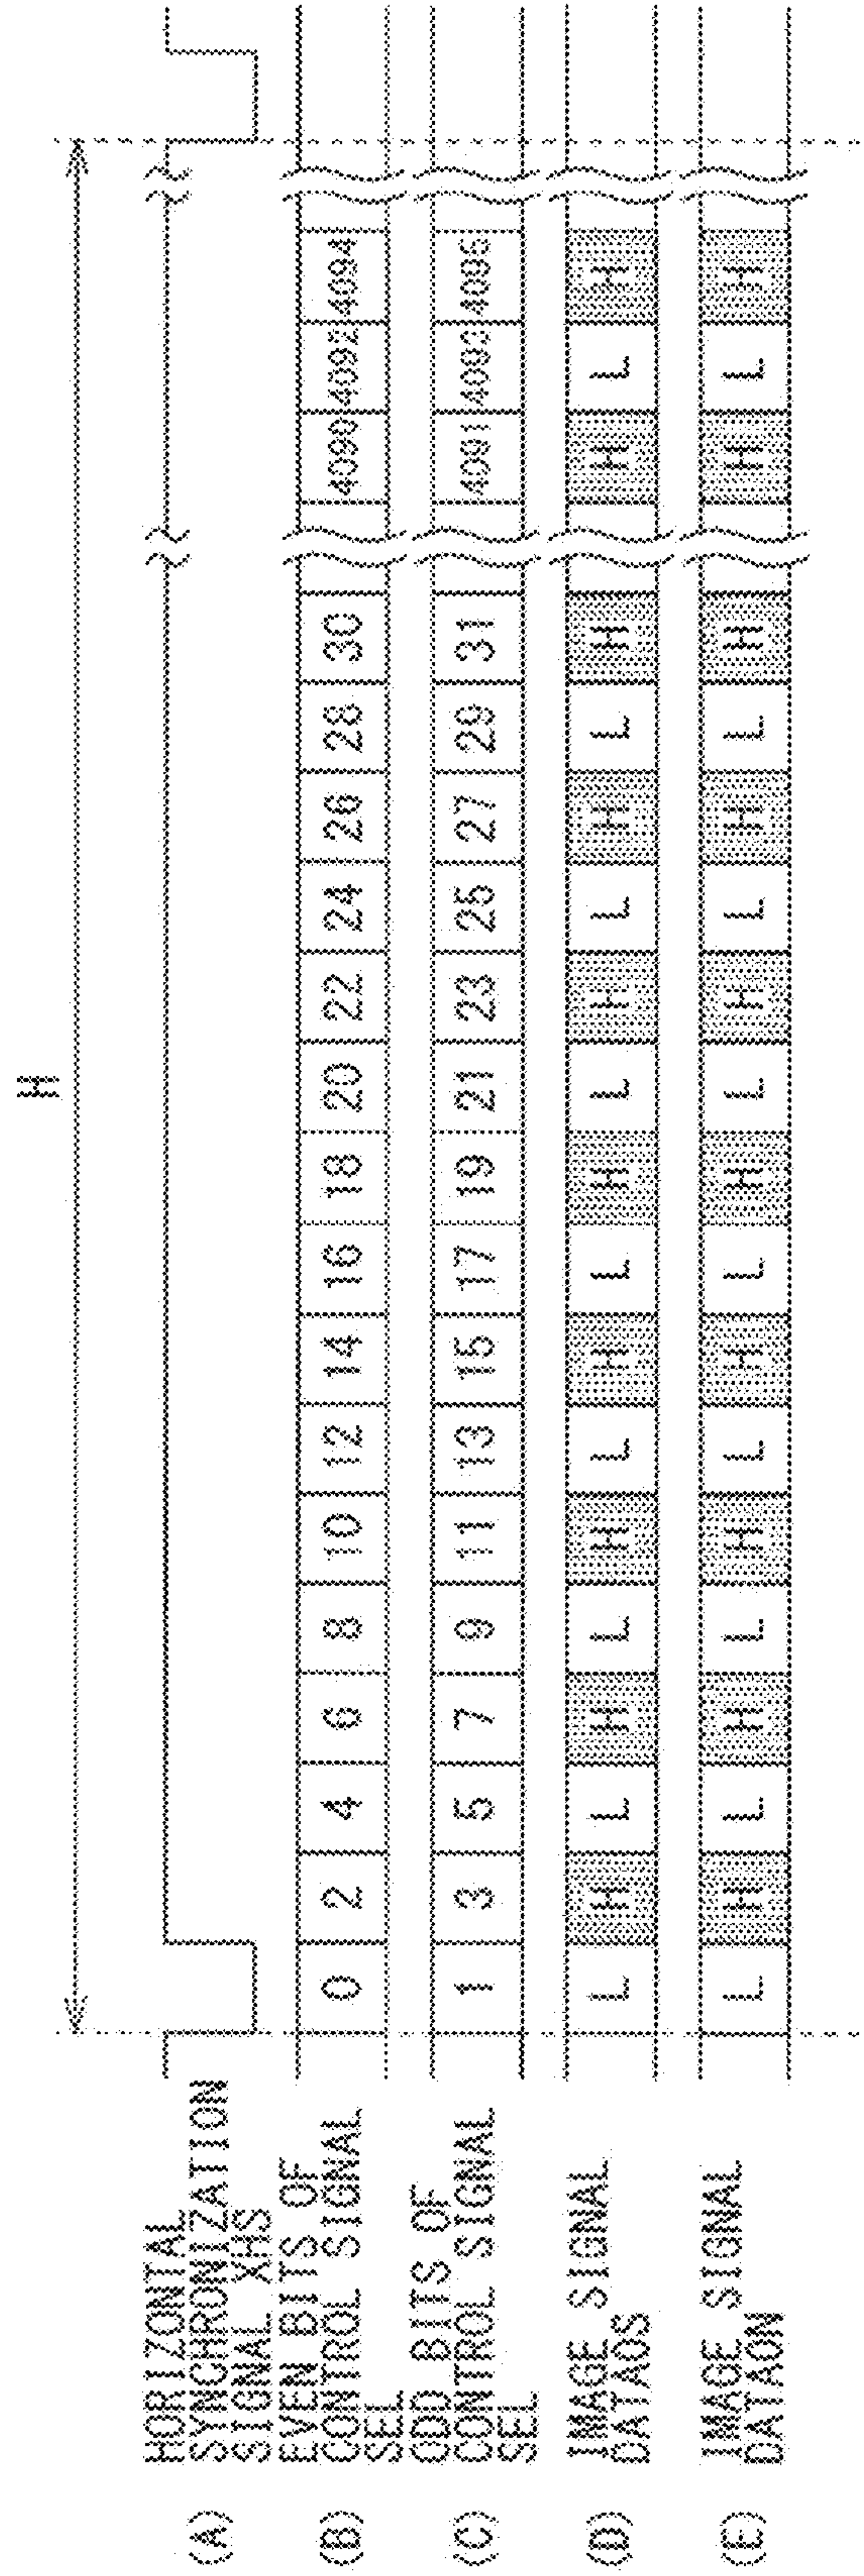 H
(A) HORIZONTAL
SYNCHRONIZATION
SIGNAL XHS
(B) EVEN BITS OF
CONTROL SIGNAL
SEL
0 2 4 6 8 10 12 14 16 18 20 22 24 26 28 30 4090 4092 4094
(C) ODD BITS OF
CONTROL SIGNAL
SEL
1 3 5 7 9 11 13 15 17 19 21 23 25 27 29 31 4091 4093 4095
(D) IMAGE SIGNAL
DATAOS
L H L H L H L H L H L H L H L H H L H
(E) IMAGE SIGNAL
DATAON
L H L H L H L H L H L H L H L H H L H